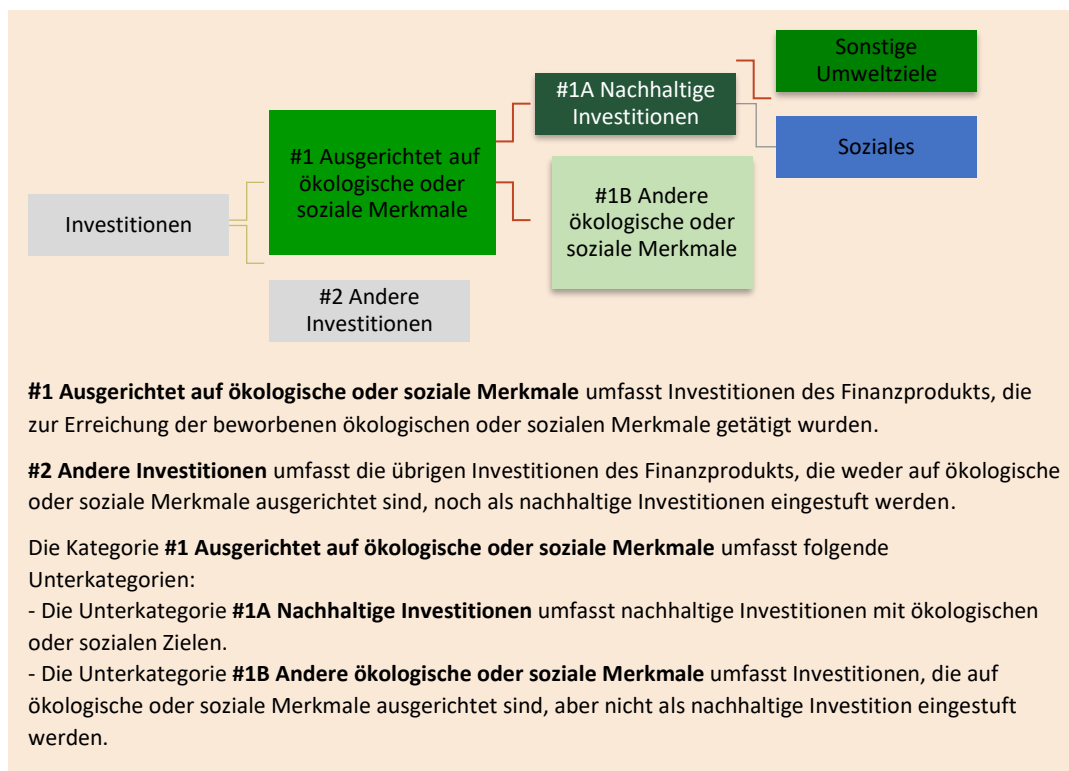 Sonstige
Umweltziele
#1A Nachhaltige
Investitionen
Soziales
#1 Ausgerichtet auf
ökologische oder
soziale Merkmale
#1B Andere
ökologische oder
soziale Merkmale
Investitionen
#2 Andere
Investitionen
#1 Ausgerichtet auf ökologische oder soziale Merkmale umfasst Investitionen des Finanzprodukts, die
zur Erreichung der beworbenen ökologischen oder sozialen Merkmale getätigt wurden.
#2 Andere Investitionen umfasst die übrigen Investitionen des Finanzprodukts, die weder auf ökologische
oder soziale Merkmale ausgerichtet sind, noch als nachhaltige Investitionen eingestuft werden.
Die Kategorie #1 Ausgerichtet auf ökologische oder soziale Merkmale umfasst folgende
Unterkategorien:
- Die Unterkategorie #1A Nachhaltige Investitionen umfasst nachhaltige Investitionen mit ökologischen
oder sozialen Zielen.
- Die Unterkategorie #1B Andere ökologische oder soziale Merkmale umfasst Investitionen, die auf
ökologische oder soziale Merkmale ausgerichtet sind, aber nicht als nachhaltige Investition eingestuft
werden.